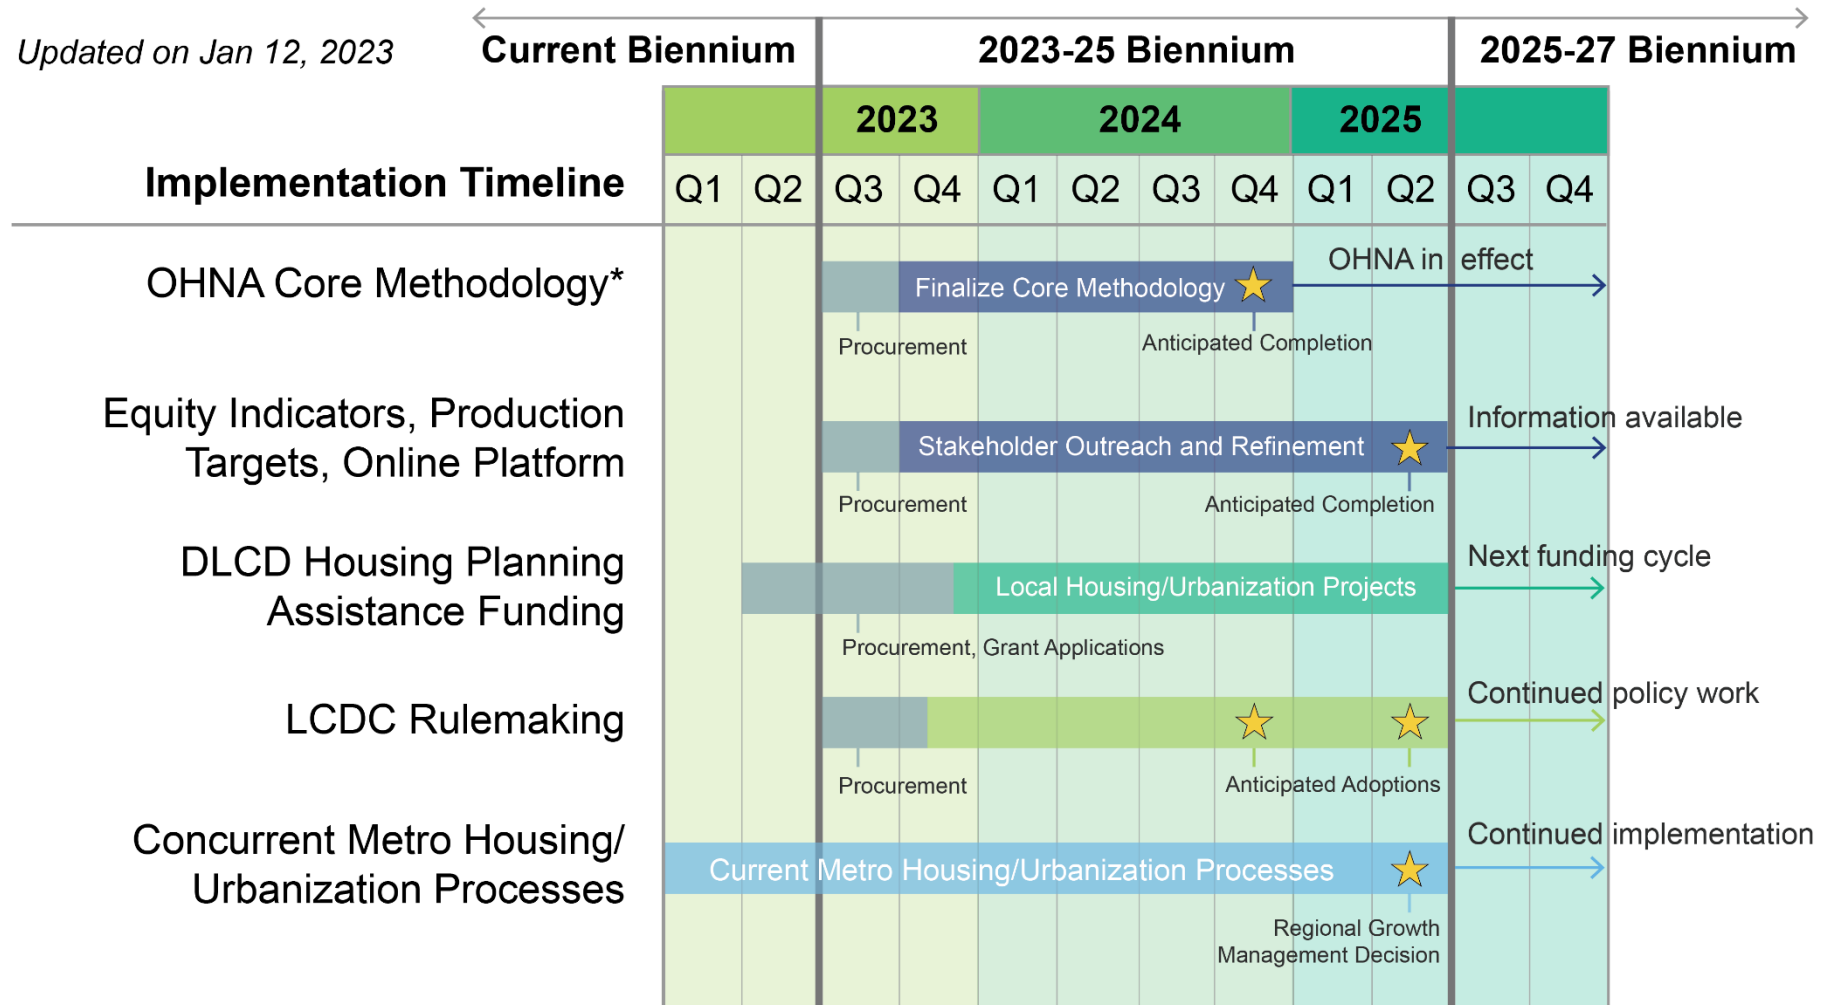 Updated on Jan 12, 2023
Current Biennium
2023-25 Biennium
2025-27 Biennium
2023
2024
2025
Implementation Timeline
Q1 Q2 Q3 Q4 Q1 Q2 Q3 Q4 Q1 Q2 Q3 Q4
OHNA Core Methodology*
Finalize Core Methodology
OHNA in effect
Procurement
Anticipated Completion
Equity Indicators, Production
Targets, Online Platform
Stakeholder Outreach and Refinement
Information available
Procurement
Anticipated Completion
DLCD Housing Planning
Assistance Funding
Local Housing/Urbanization Projects
Next funding cycle
Procurement, Grant Applications
LCDC Rulemaking
Continued policy work
Procurement
Anticipated Adoptions
Concurrent Metro Housing/
Urbanization Processes
Current Metro Housing/Urbanization Processes
Continued implementation
Regional Growth
Management Decision